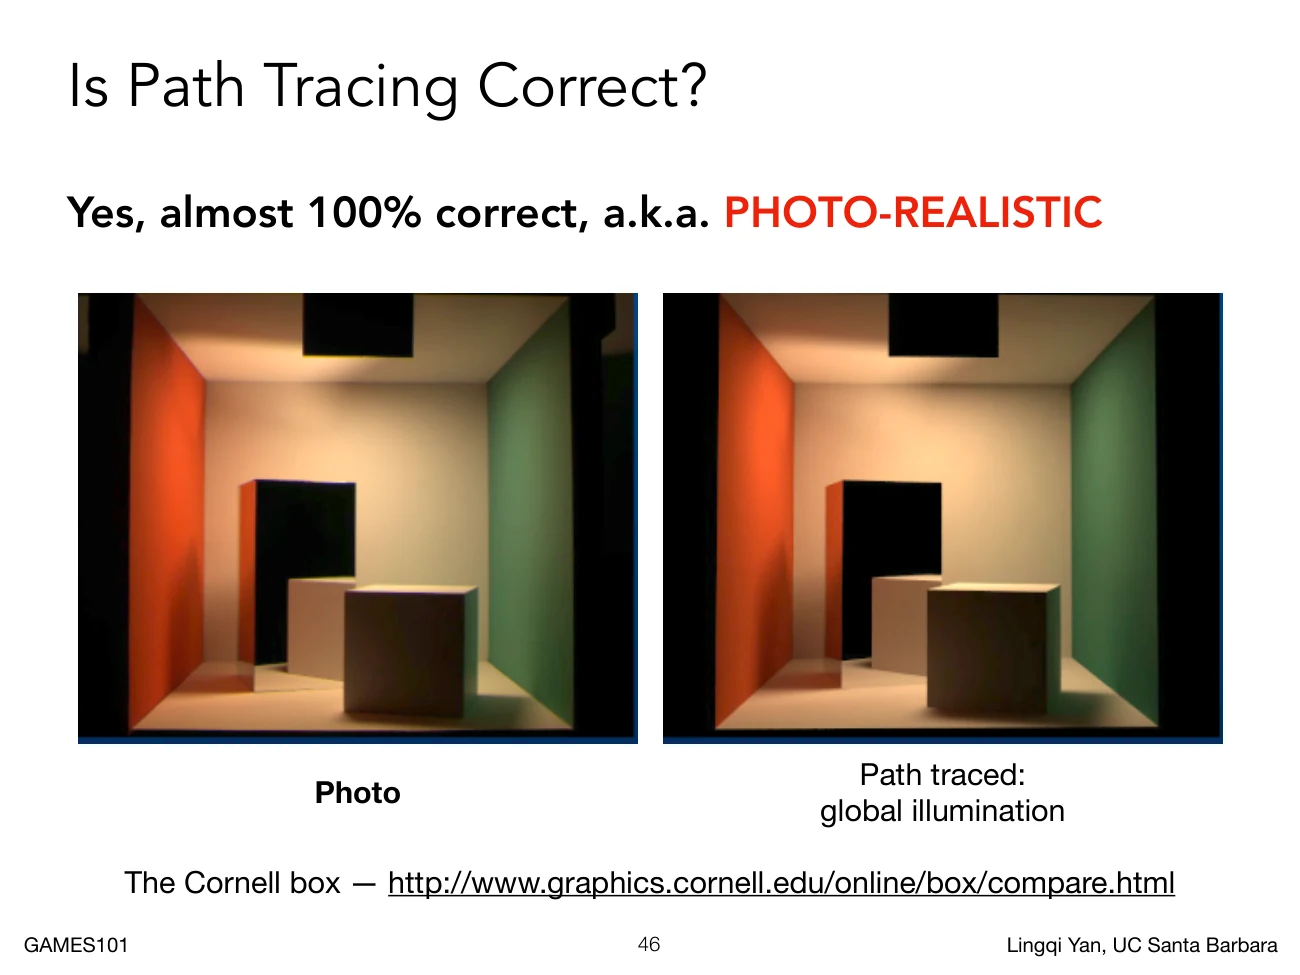 Is Path Tracing Correct?
Yes, almost 100% correct, a.k.a. PHOTO-REALISTIC
Photo
Path traced:
global illumination
The Cornell box — http://www.graphics.cornell.edu/online/box/compare.html
GAMES101
46
Lingqi Yan, UC Santa Barbara